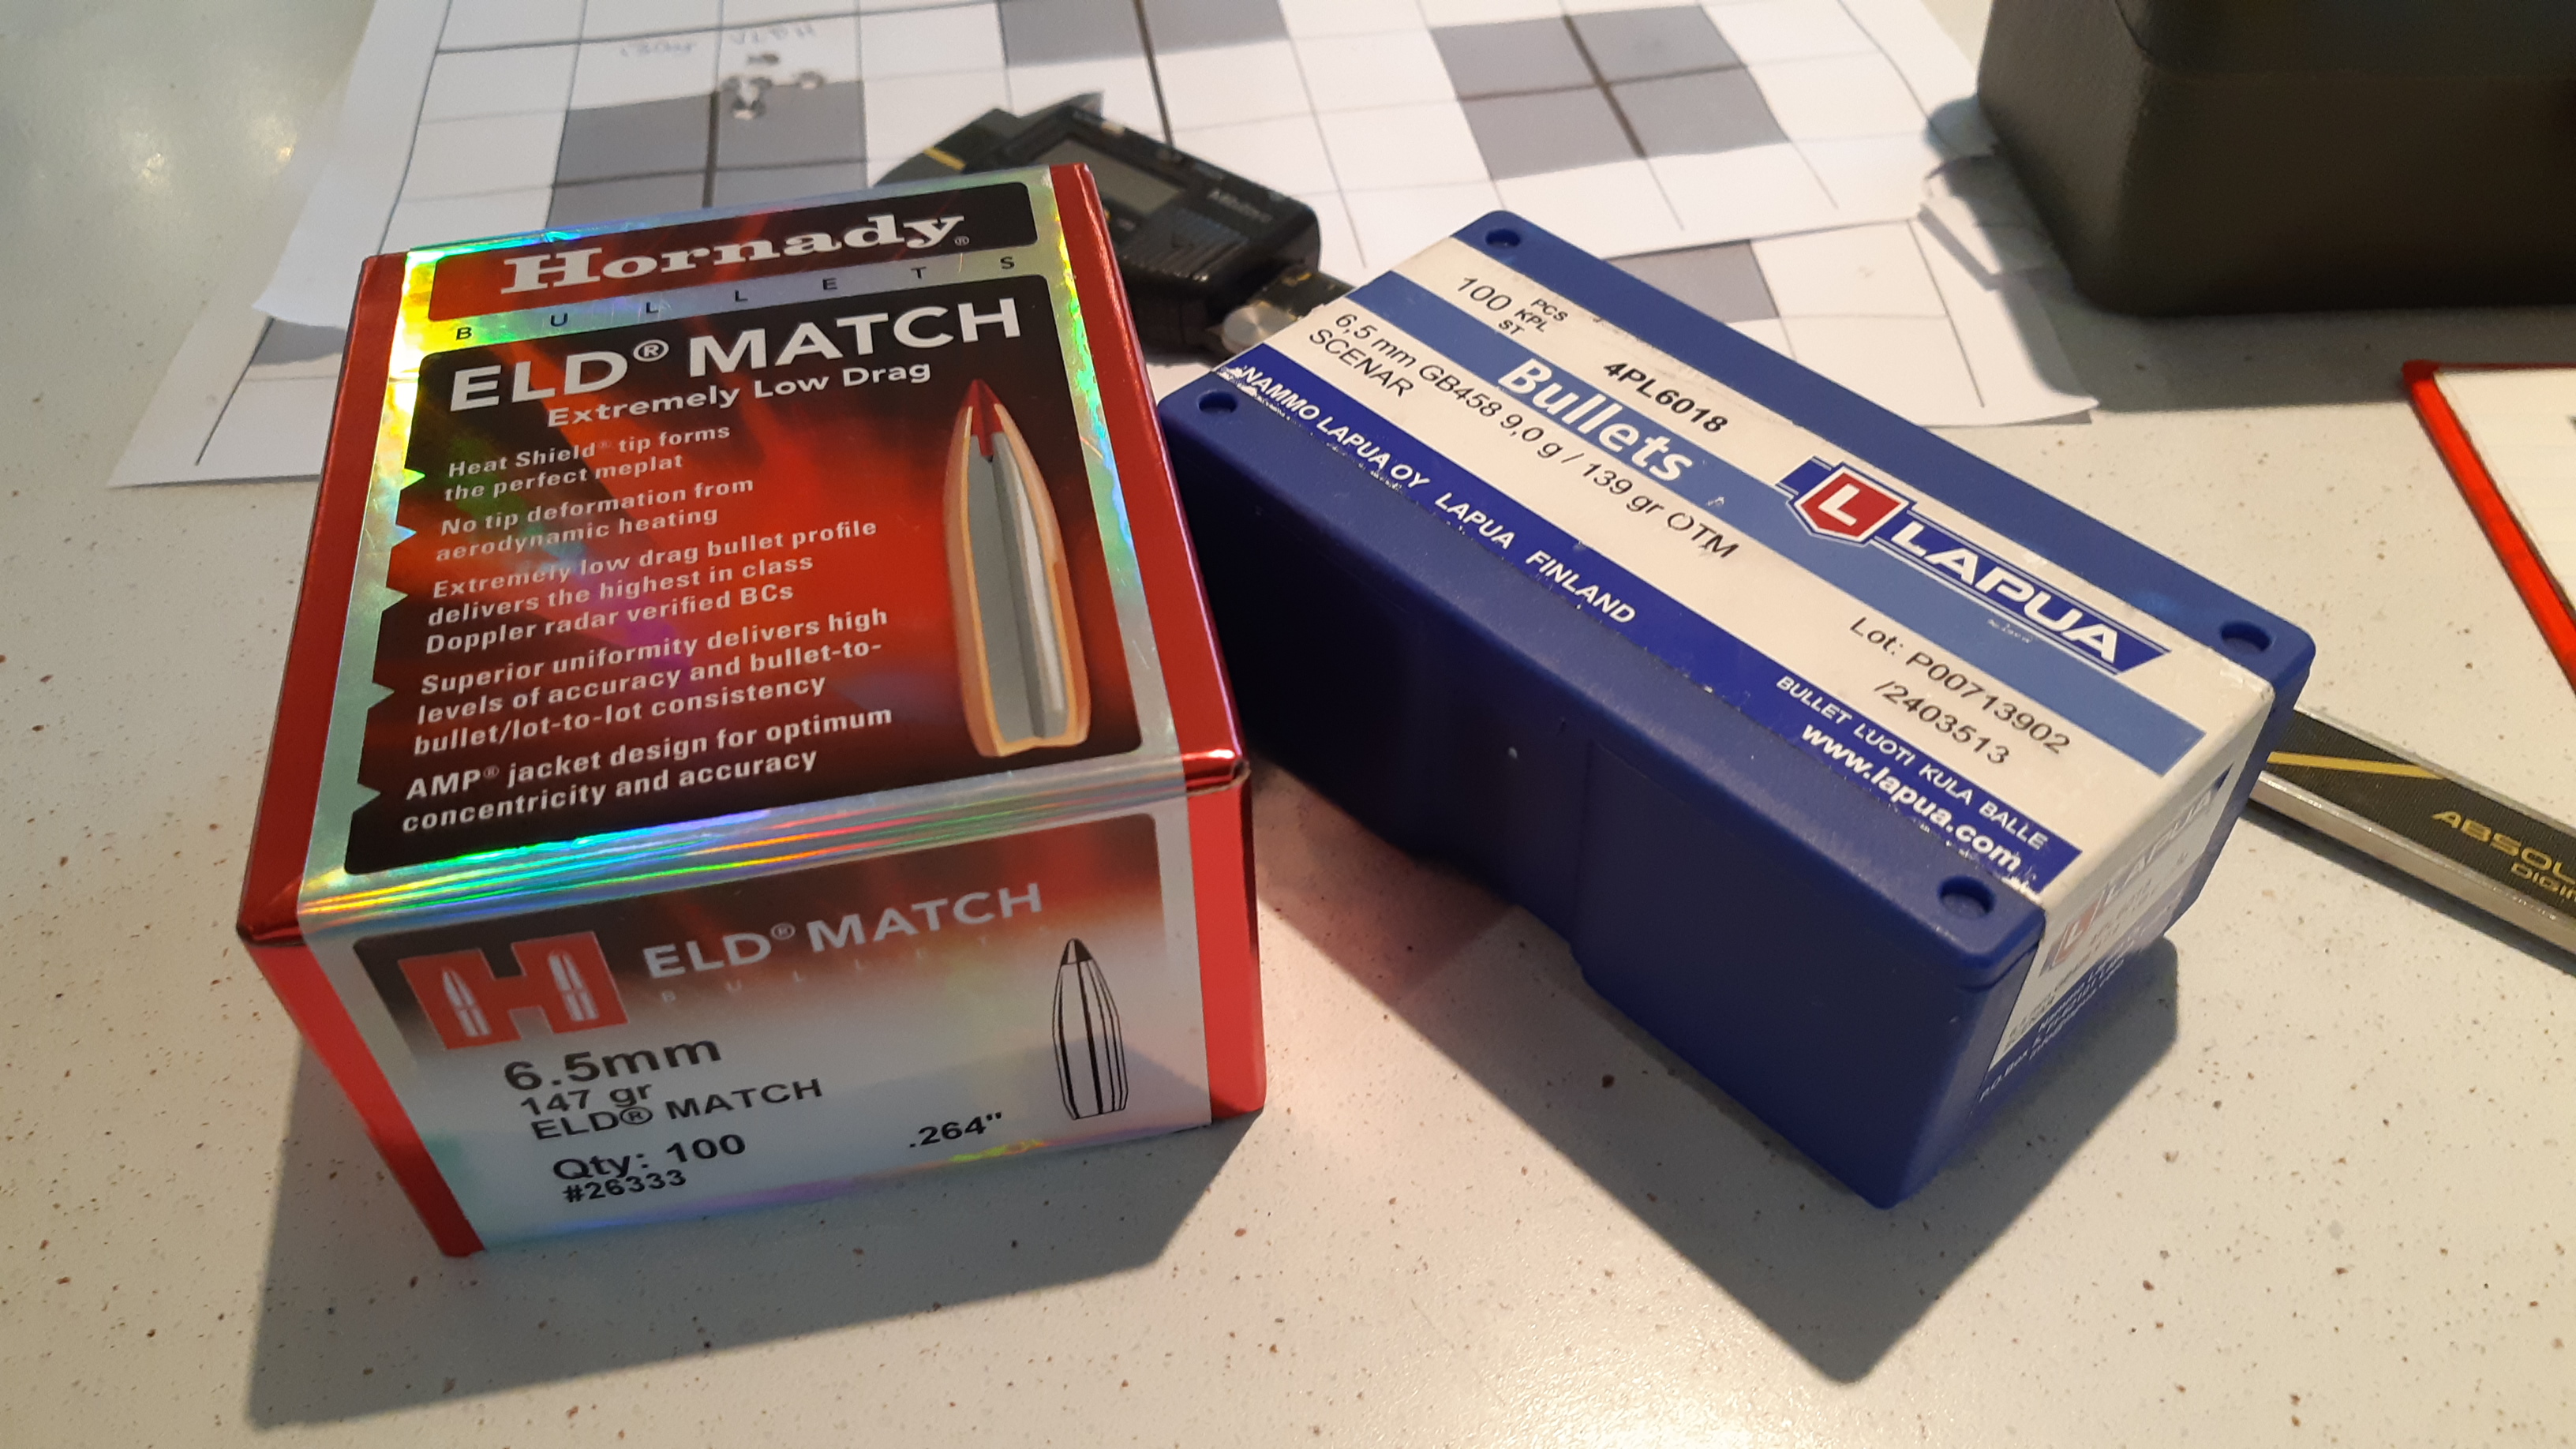 Hornady®
BULLETS
ELD® MATCH
Extremely Low Drag
Heat Shield® tip forms
the perfect meplat
No tip deformation from
aerodynamic heating
Extremely low drag bullet profile
delivers the highest in class
Doppler radar verified BCs
Superior uniformity delivers high
levels of accuracy and bullet-to-
bullet/lot-to-lot consistency
AMP® jacket design for optimum
concentricity and accuracy
H ELD® MATCH
BULLETS
6.5mm
147 gr
ELD® MATCH
Qty: 100
#26333
.264"
100 PCS
KPL
ST
4PL6018
Bullets
6,5 mm GB458 9,0 g / 139 gr OTM
SCENAR
L LAPUA
Lot: P00713902
/2403513
NAMMO LAPUA OY LAPUA FINLAND
BULLET LUOTI KULA BALLE
www.lapua.com
LAPUA
Mitutoyo